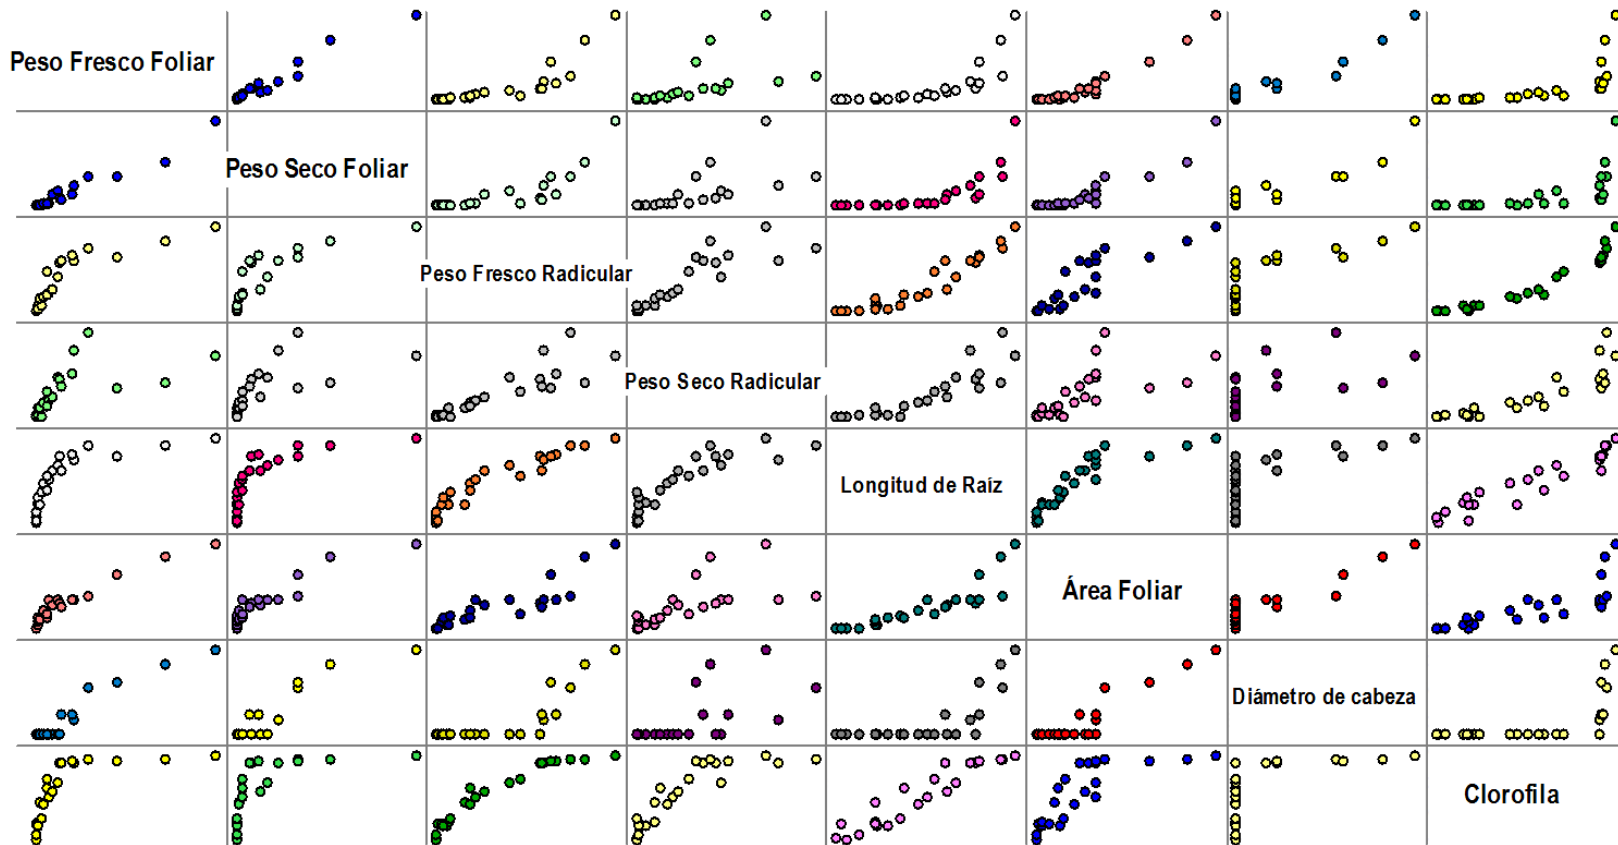 Peso Fresco Foliar
Peso Seco Foliar
Peso Fresco Radicular
Peso Seco Radicular
Longitud de Raíz
Área Foliar
Diámetro de cabeza
Clorofila